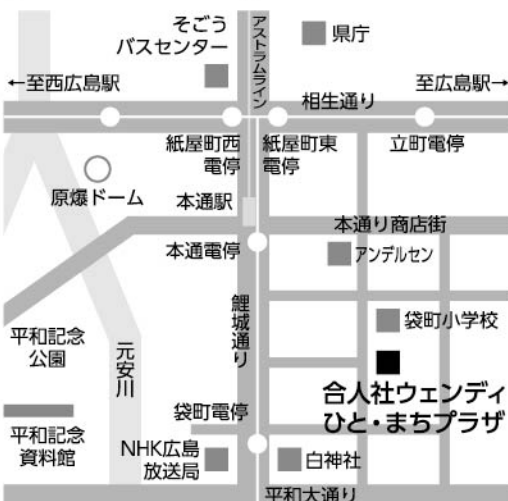 そごう
バスセンター
アストラムライン
県庁
←至西広島駅
至広島駅→
相生通り
紙屋町西
電停
紙屋町東
電停
立町電停
原爆ドーム
本通駅
本通り商店街
本通電停
アンデルセン
鯉城通り
袋町小学校
平和記念
公園
元安川
合人社ウェンディ
ひと・まちプラザ
袋町電停
平和記念
資料館
NHK広島
放送局
白神社
平和大通り